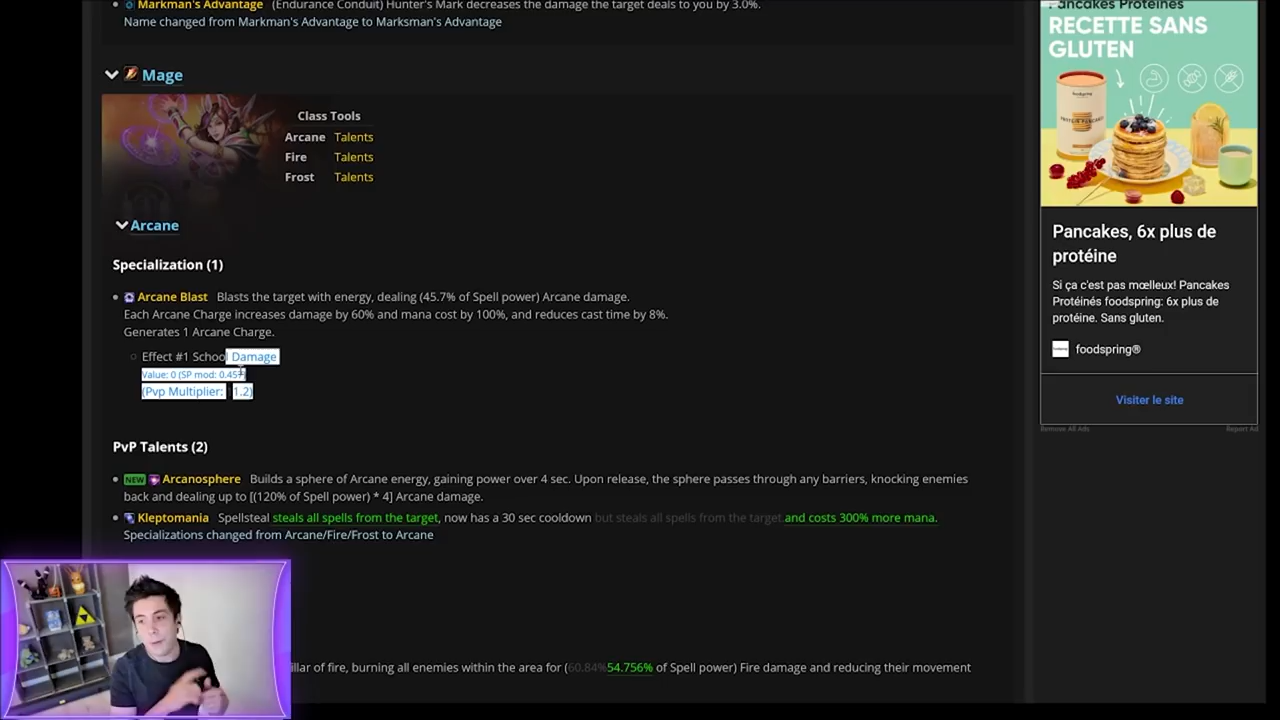 Markman's Advantage (Endurance Conduit) Hunter's Mark decreases the damage the target deals to you by 3.0%.
Name changed from Markman's Advantage to Marksman's Advantage
Mage
Class Tools
Arcane Talents
Fire Talents
Frost Talents
Arcane
Specialization (1)
Arcane Blast Blasts the target with energy, dealing (45.7% of Spell power) Arcane damage.
Each Arcane Charge increases damage by 60% and mana cost by 100%, and reduces cast time by 8%.
Generates 1 Arcane Charge.
Effect #1 School Damage
Value: 0 (SP mod: 0.457)
(Pvp Multiplier: 1.2)
PvP Talents (2)
NEW Arcanosphere Builds a sphere of Arcane energy, gaining power over 4 sec. Upon release, the sphere passes through any barriers, knocking enemies
back and dealing up to [(120% of Spell power) * 4] Arcane damage.
Kleptomania Spellsteal steals all spells from the target, now has a 30 sec cooldown but steals all spells from the target.and costs 300% more mana.
Specializations changed from Arcane/Fire/Frost to Arcane
illar of fire, burning all enemies within the area for (60.84%54.756% of Spell power) Fire damage and reducing their movement
Pancakes Protéinés
RECETTE SANS
GLUTEN
foodspring
PROTEIN PANCAKES
Pancakes, 6x plus de
protéine
Si ça c'est pas mœlleux! Pancakes
Protéinés foodspring: 6x plus de
protéine. Sans gluten.
foodspring®
Visiter le site
Remove All Ads
Report Ad